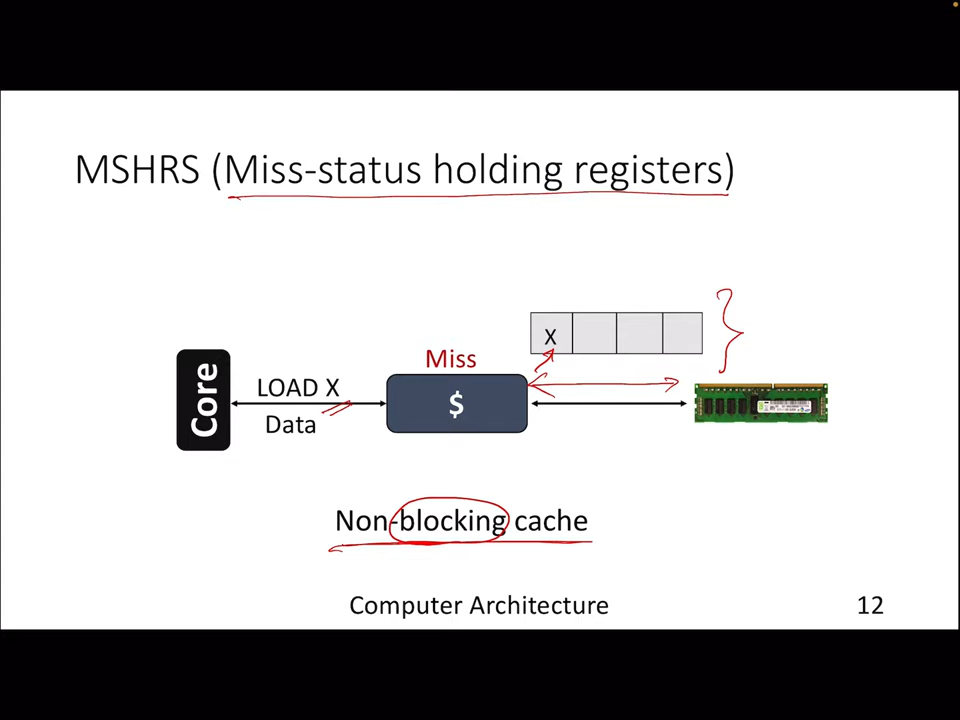 MSHRS (Miss-status holding registers)
X
Miss
Core
LOAD X
$
Data
Non-blocking cache
Computer Architecture
12